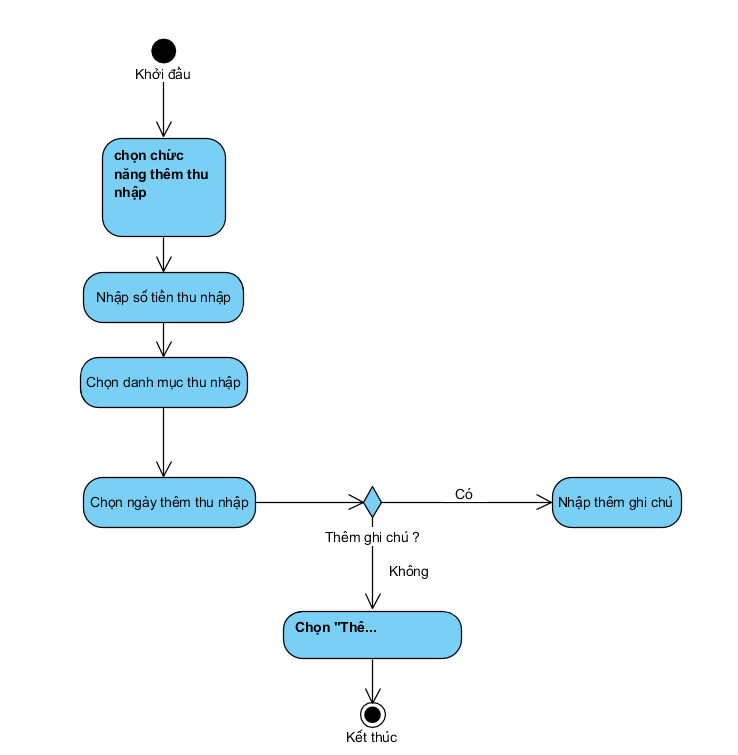 Khởi đầu
chọn chức
năng thêm thu
nhập
Nhập số tiền thu nhập
Chọn danh mục thu nhập
Chọn ngày thêm thu nhập
Có
Nhập thêm ghi chú
Thêm ghi chú ?
Không
Chọn "Thê...
Kết thúc